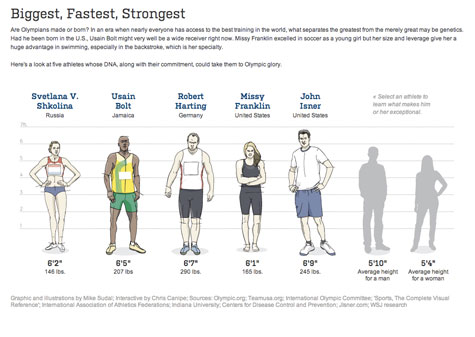 Biggest, Fastest, Strongest
Are Olympians made or born? In an era when nearly everyone has access to the best training in the world, what separates the greatest from the merely great may be genetics.
Had he been born in the U.S., Usain Bolt might very well be a wide receiver right now. Missy Franklin excelled in soccer as a young girl but her size and leverage give her a
huge advantage in swimming, especially in the backstroke, which is her specialty.
Here's a look at five athletes whose DNA, along with their commitment, could take them to Olympic glory.
Svetlana V. Shkolina
Russia
Usain Bolt
Jamaica
Robert Harting
Germany
Missy Franklin
United States
John Isner
United States
« Select an athlete to
learn what makes him
or her exceptional.
6
5
4
3
2
1
6'2"
146 lbs.
6'5"
207 lbs
6'7"
290 lbs.
6'1"
165 lbs.
6'9"
245 lbs.
5'10"
Average height
for a man
5'4"
Average height
for a woman
Graphic and illustrations by Mike Sudal; Interactive by Chris Canipe; Sources: Olympic.org; Teamusa.org; International Olympic Committee; 'Sports, The Complete Visual
Reference'; International Association of Athletics Federations; Indiana University; Centers for Disease Control and Prevention; Jisner.com; WSJ research